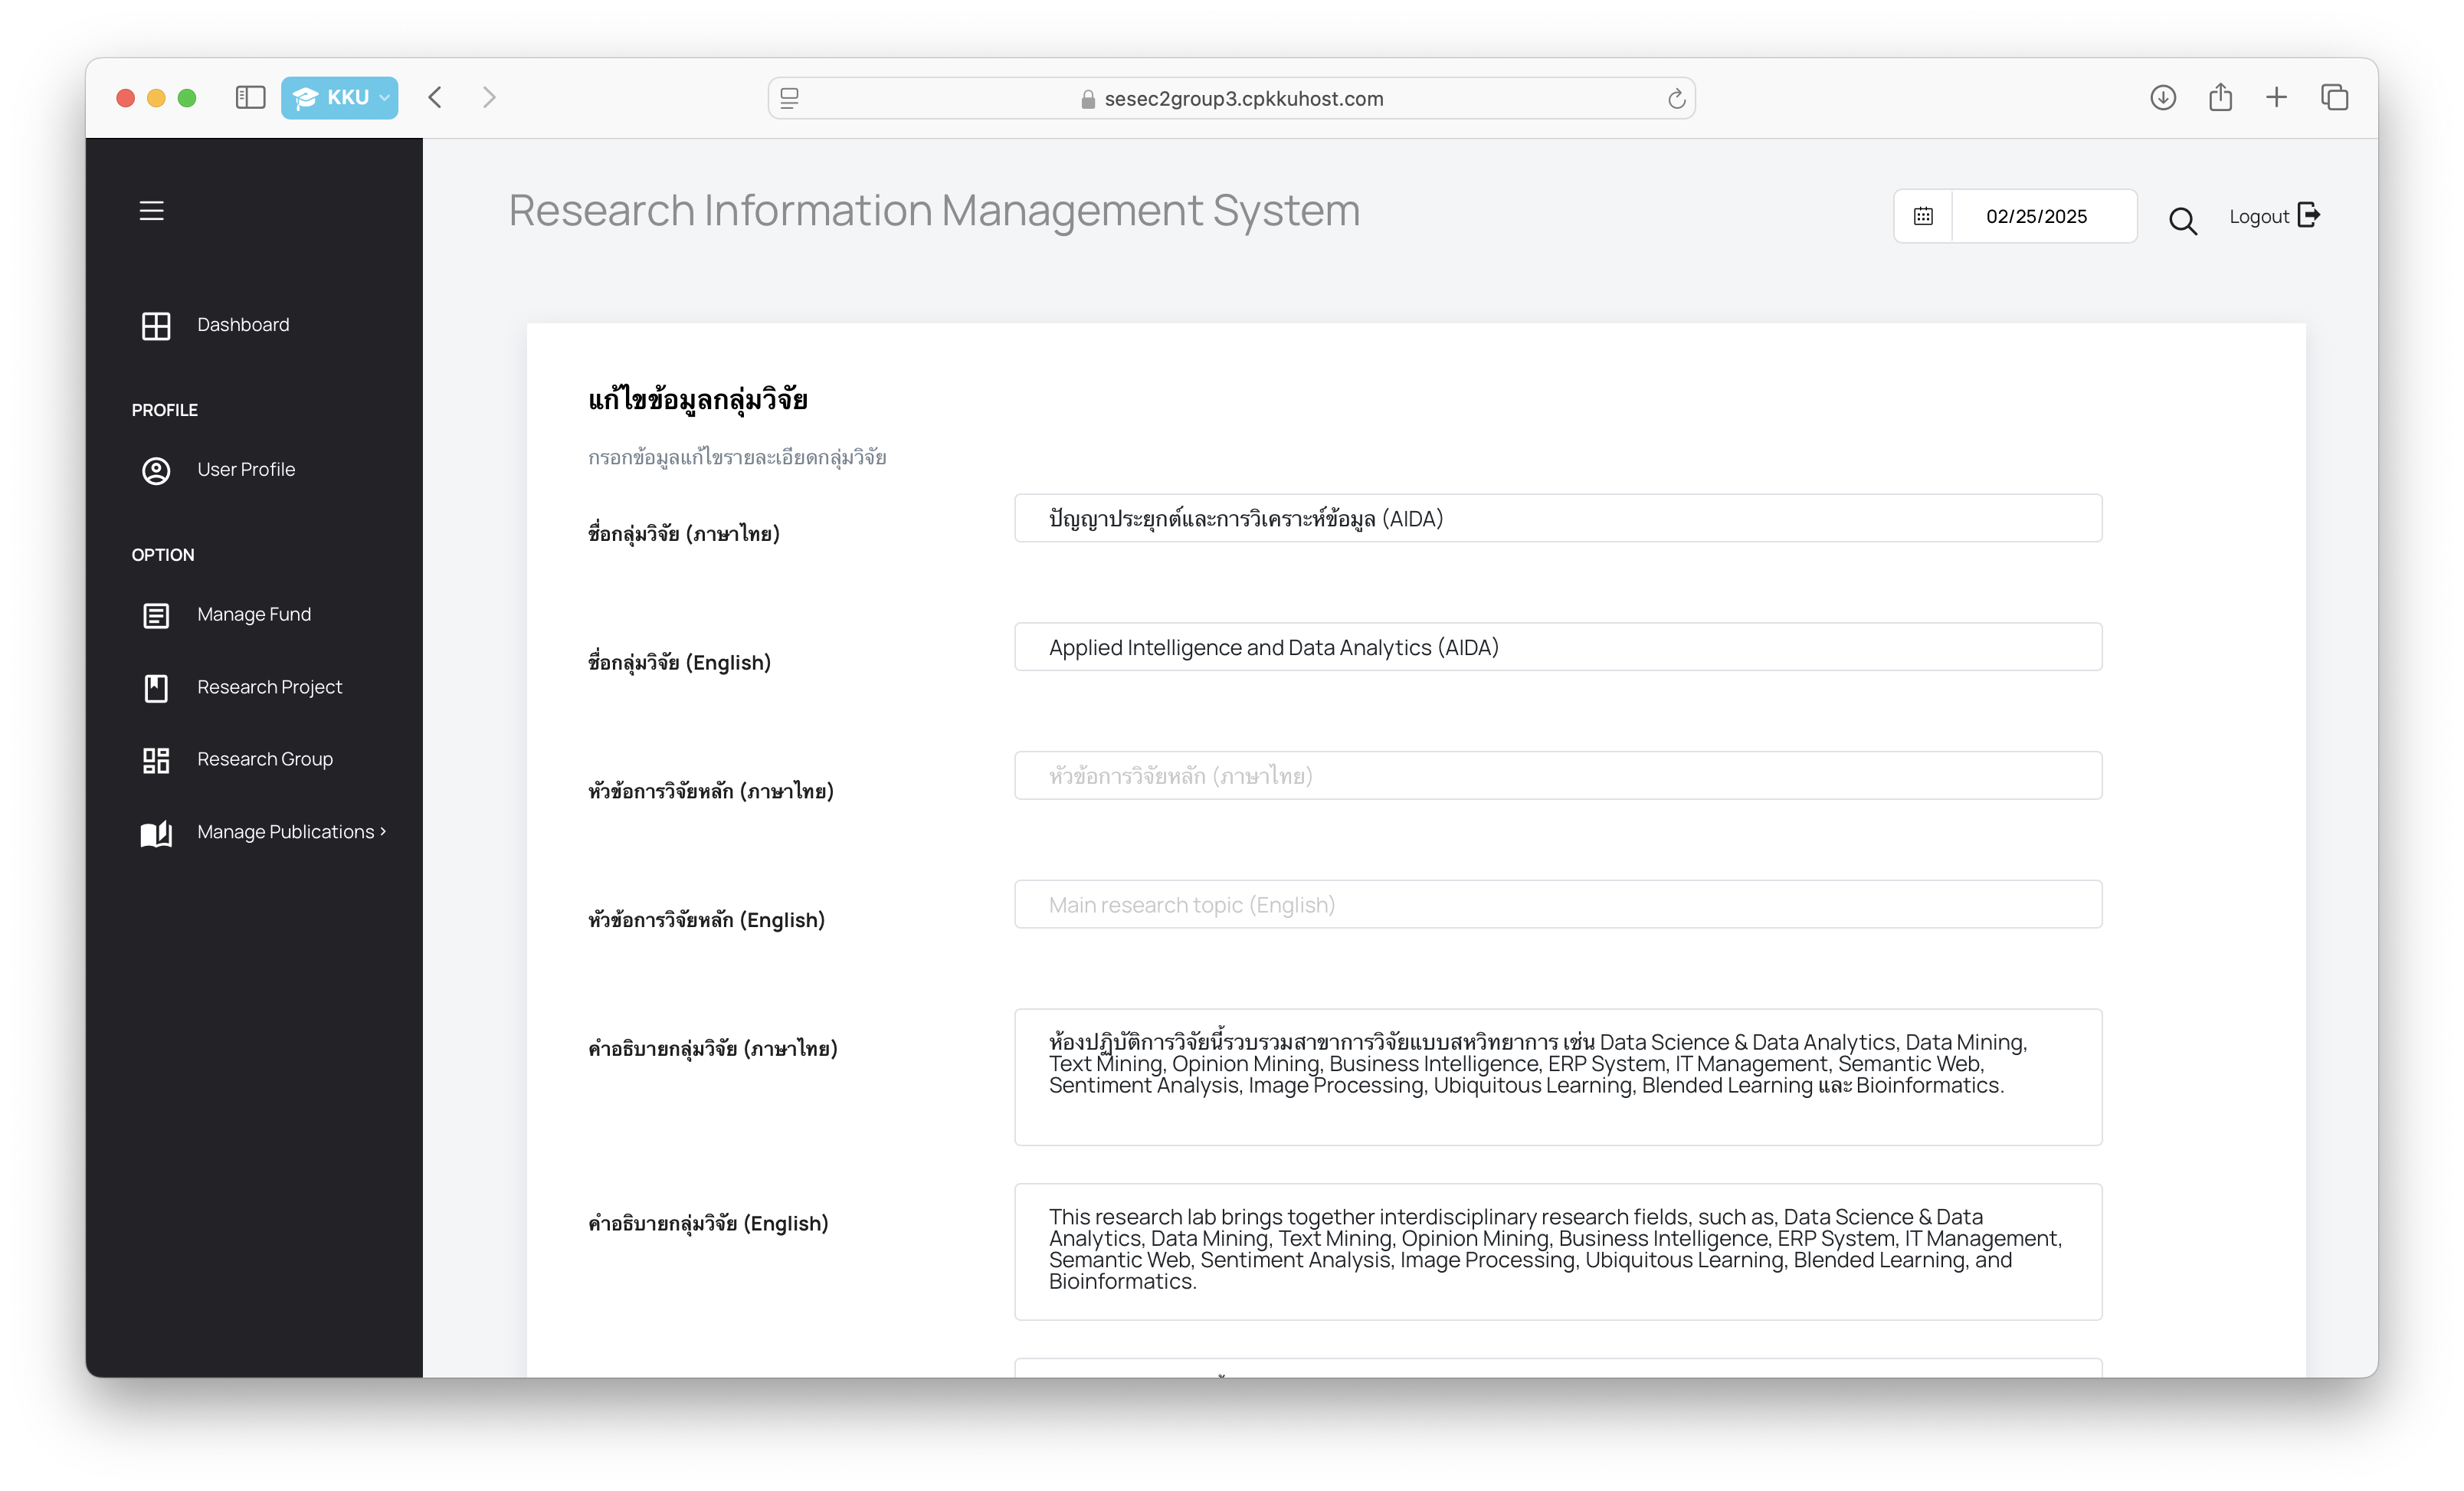 KKU
sesec2group3.cpkkuhost.com
Research Information Management System
02/25/2025
Logout
Dashboard
PROFILE
User Profile
OPTION
Manage Fund
Research Project
Research Group
Manage Publications
แก้ไขข้อมูลกลุ่มวิจัย
กรอกข้อมูลแก้ไขรายละเอียดกลุ่มวิจัย
ชื่อกลุ่มวิจัย (ภาษาไทย)
ปัญญาประยุกต์และการวิเคราะห์ข้อมูล (AIDA)
ชื่อกลุ่มวิจัย (English)
Applied Intelligence and Data Analytics (AIDA)
หัวข้อการวิจัยหลัก (ภาษาไทย)
หัวข้อการวิจัยหลัก (ภาษาไทย)
หัวข้อการวิจัยหลัก (English)
Main research topic (English)
คำอธิบายกลุ่มวิจัย (ภาษาไทย)
ห้องปฏิบัติการวิจัยนี้รวบรวมสาขาการวิจัยแบบสหวิทยาการ เช่น Data Science & Data Analytics, Data Mining,
Text Mining, Opinion Mining, Business Intelligence, ERP System, IT Management, Semantic Web,
Sentiment Analysis, Image Processing, Ubiquitous Learning, Blended Learning และ Bioinformatics.
คำอธิบายกลุ่มวิจัย (English)
This research lab brings together interdisciplinary research fields, such as, Data Science & Data
Analytics, Data Mining, Text Mining, Opinion Mining, Business Intelligence, ERP System, IT Management,
Semantic Web, Sentiment Analysis, Image Processing, Ubiquitous Learning, Blended Learning, and
Bioinformatics.